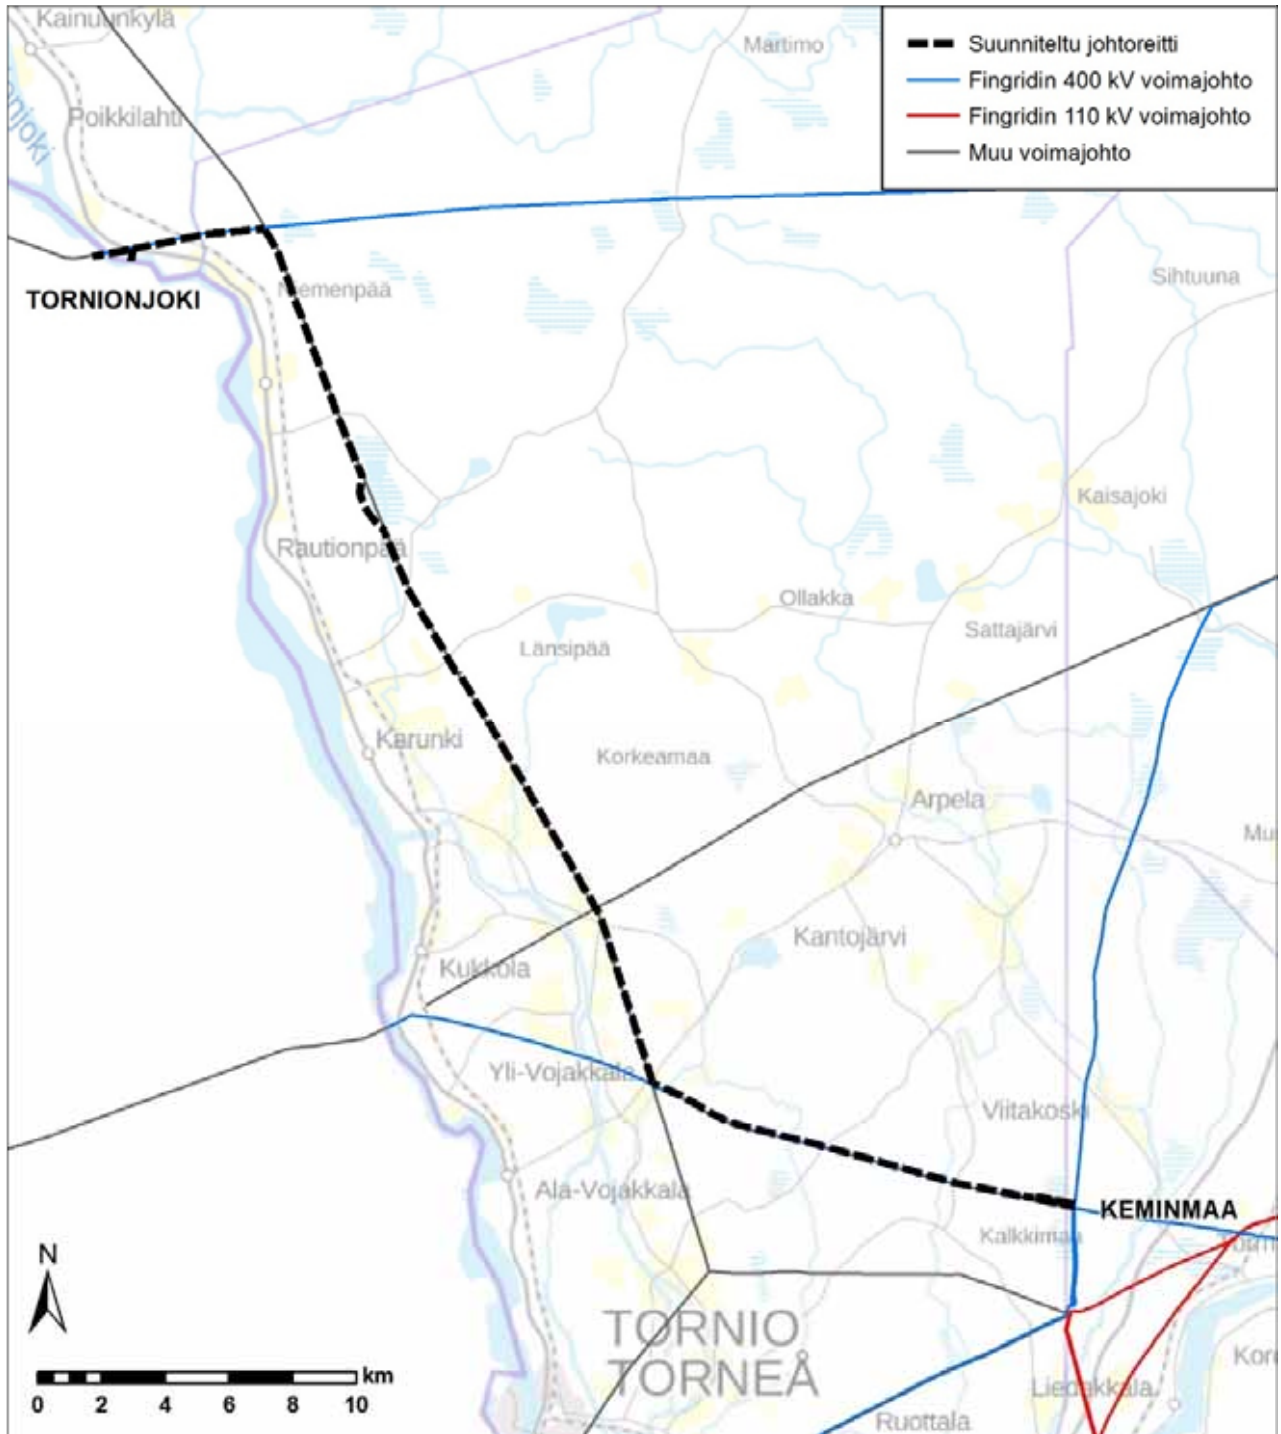 Kainuunkylä
Martimo
Suunniteltu johtoreitti
Fingridin 400 kV voimajohto
Fingridin 110 kV voimajohto
Muu voimajohto
Poikkilahti
TORNIONJOKI
Niemenpää
Sihtuuna
Kaisajoki
Rautionpää
Ollakka
Sattajärvi
Länsipää
Karunki
Korkeamaa
Arpela
Kantojärvi
Kukkola
Yli-Vojakkala
Viitakoski
Ala-Vojakkala
KEMINMAA
Kalkkimaa
N
TORNIO
TORNEÅ
km
0 2 4 6 8 10
Liedakkala
Ruottala